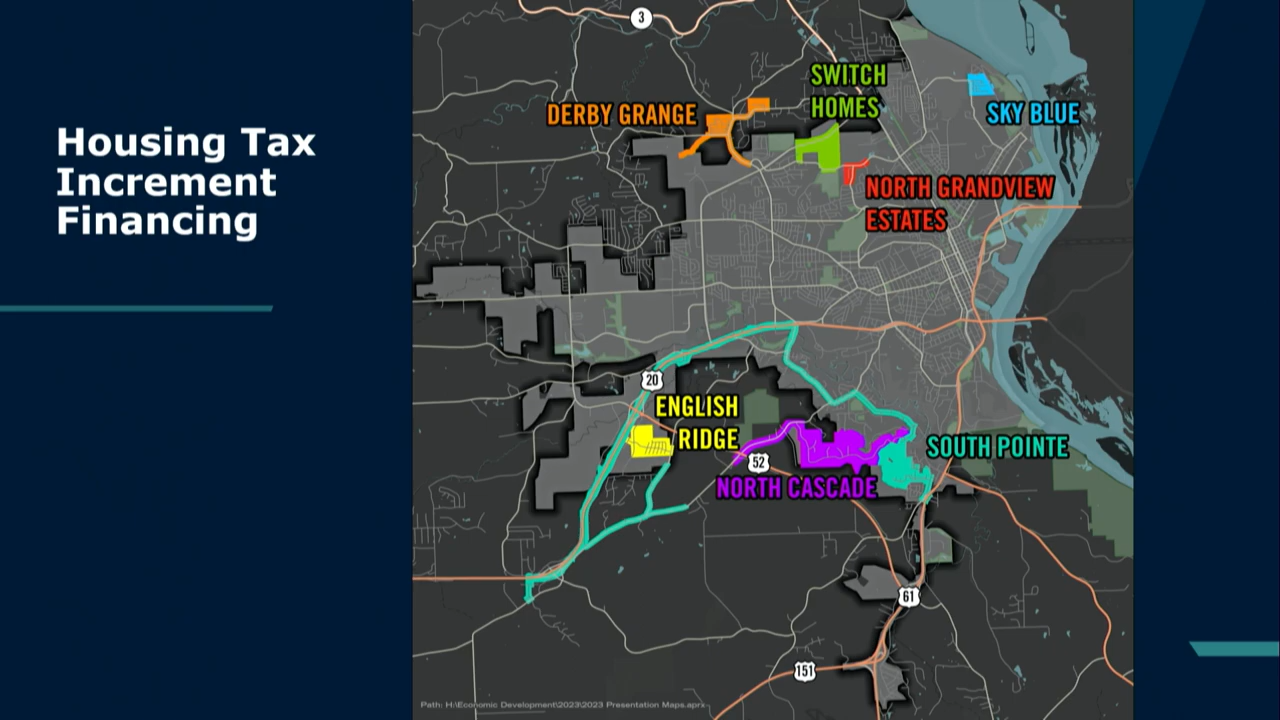 Housing Tax
Increment
Financing
3
SWITCH
HOMES
DERBY GRANGE
SKY BLUE
NORTH GRANDVIEW
ESTATES
20
ENGLISH
RIDGE
SOUTH POINTE
52
NORTH CASCADE
61
151
Path: H:\Economic Development\2023\2023 Presentation Maps.aprx